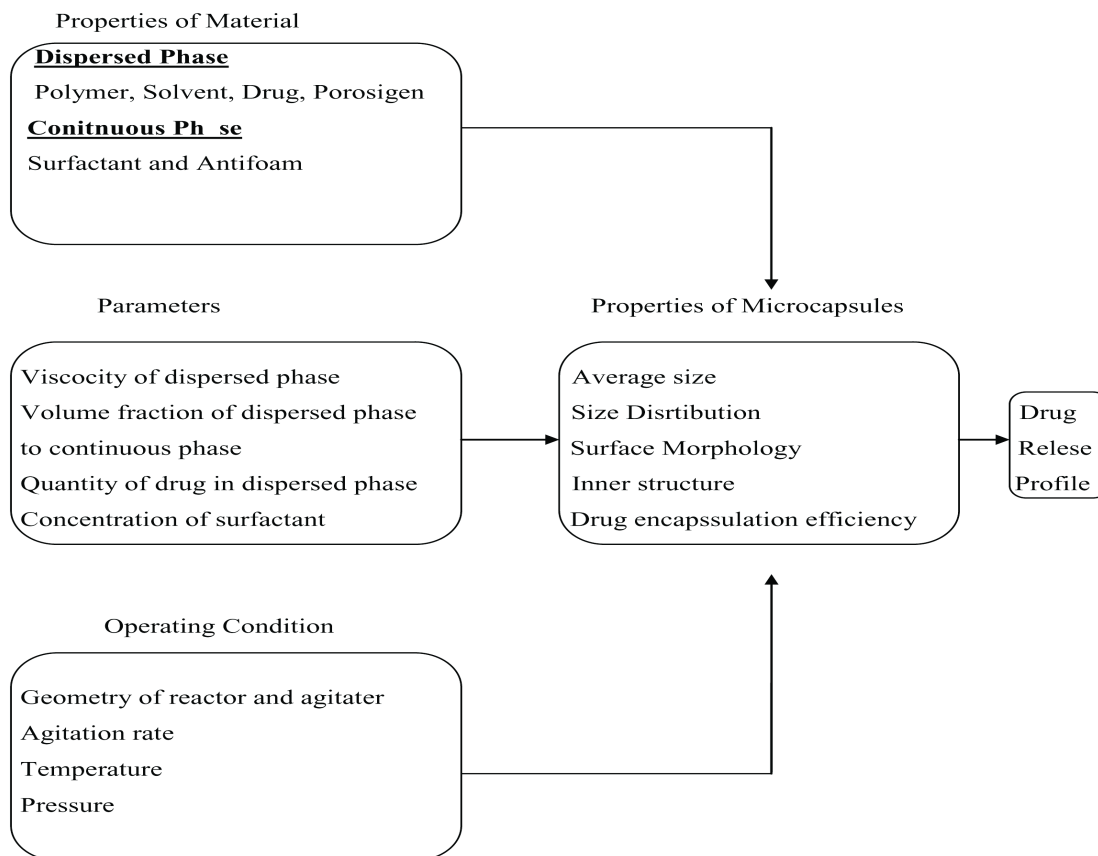 Properties of Material
Dispersed Phase
Polymer, Solvent, Drug, Porosigen
Conitnuous Ph se
Surfactant and Antifoam
Parameters
Viscocity of dispersed phase
Volume fraction of dispersed phase
to continuous phase
Quantity of drug in dispersed phase
Concentration of surfactant
Properties of Microcapsules
Average size
Size Disrtibution
Surface Morphology
Inner structure
Drug encapssulation efficiency
Drug
Relese
Profile
Operating Condition
Geometry of reactor and agitater
Agitation rate
Temperature
Pressure